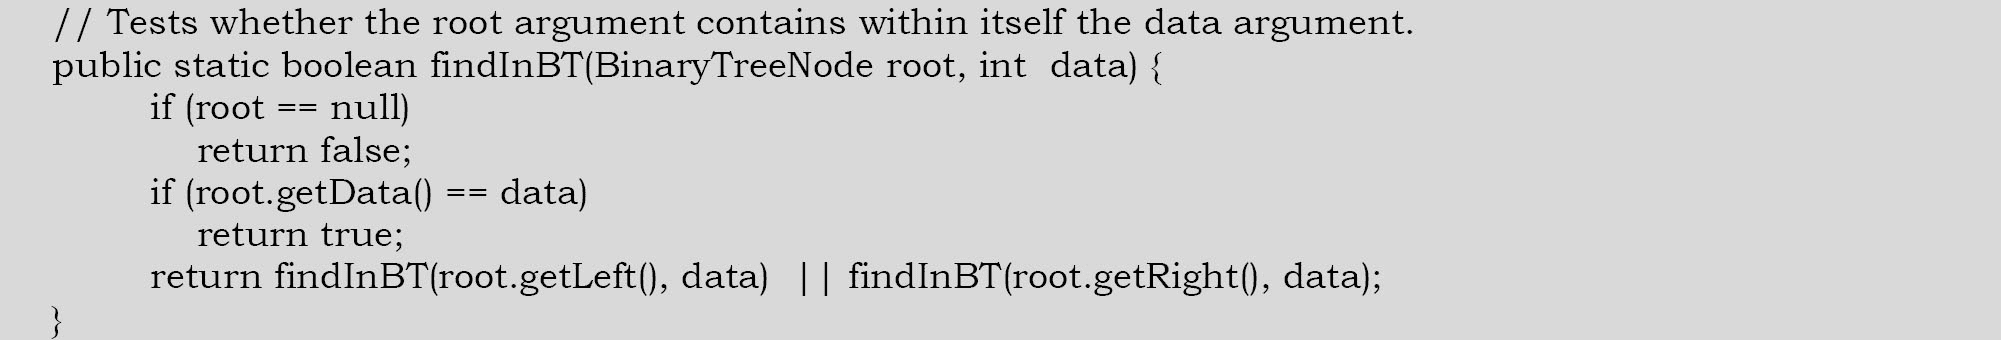 // Tests whether the root argument contains within itself the data argument.
public static boolean findInBT(BinaryTreeNode root, int  data) {
if (root == null)
return false;
if (root.getData() == data)
return true;
return findInBT(root.getLeft(), data)  || findInBT(root.getRight(), data);
}